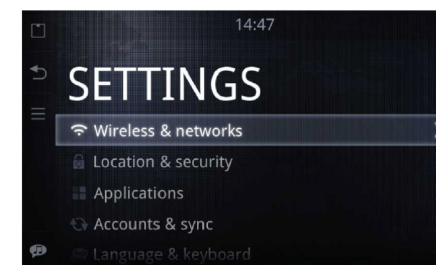 14:47
SETTINGS
Wireless & networks
Location & security
Applications
Accounts & sync
Language & keyboard